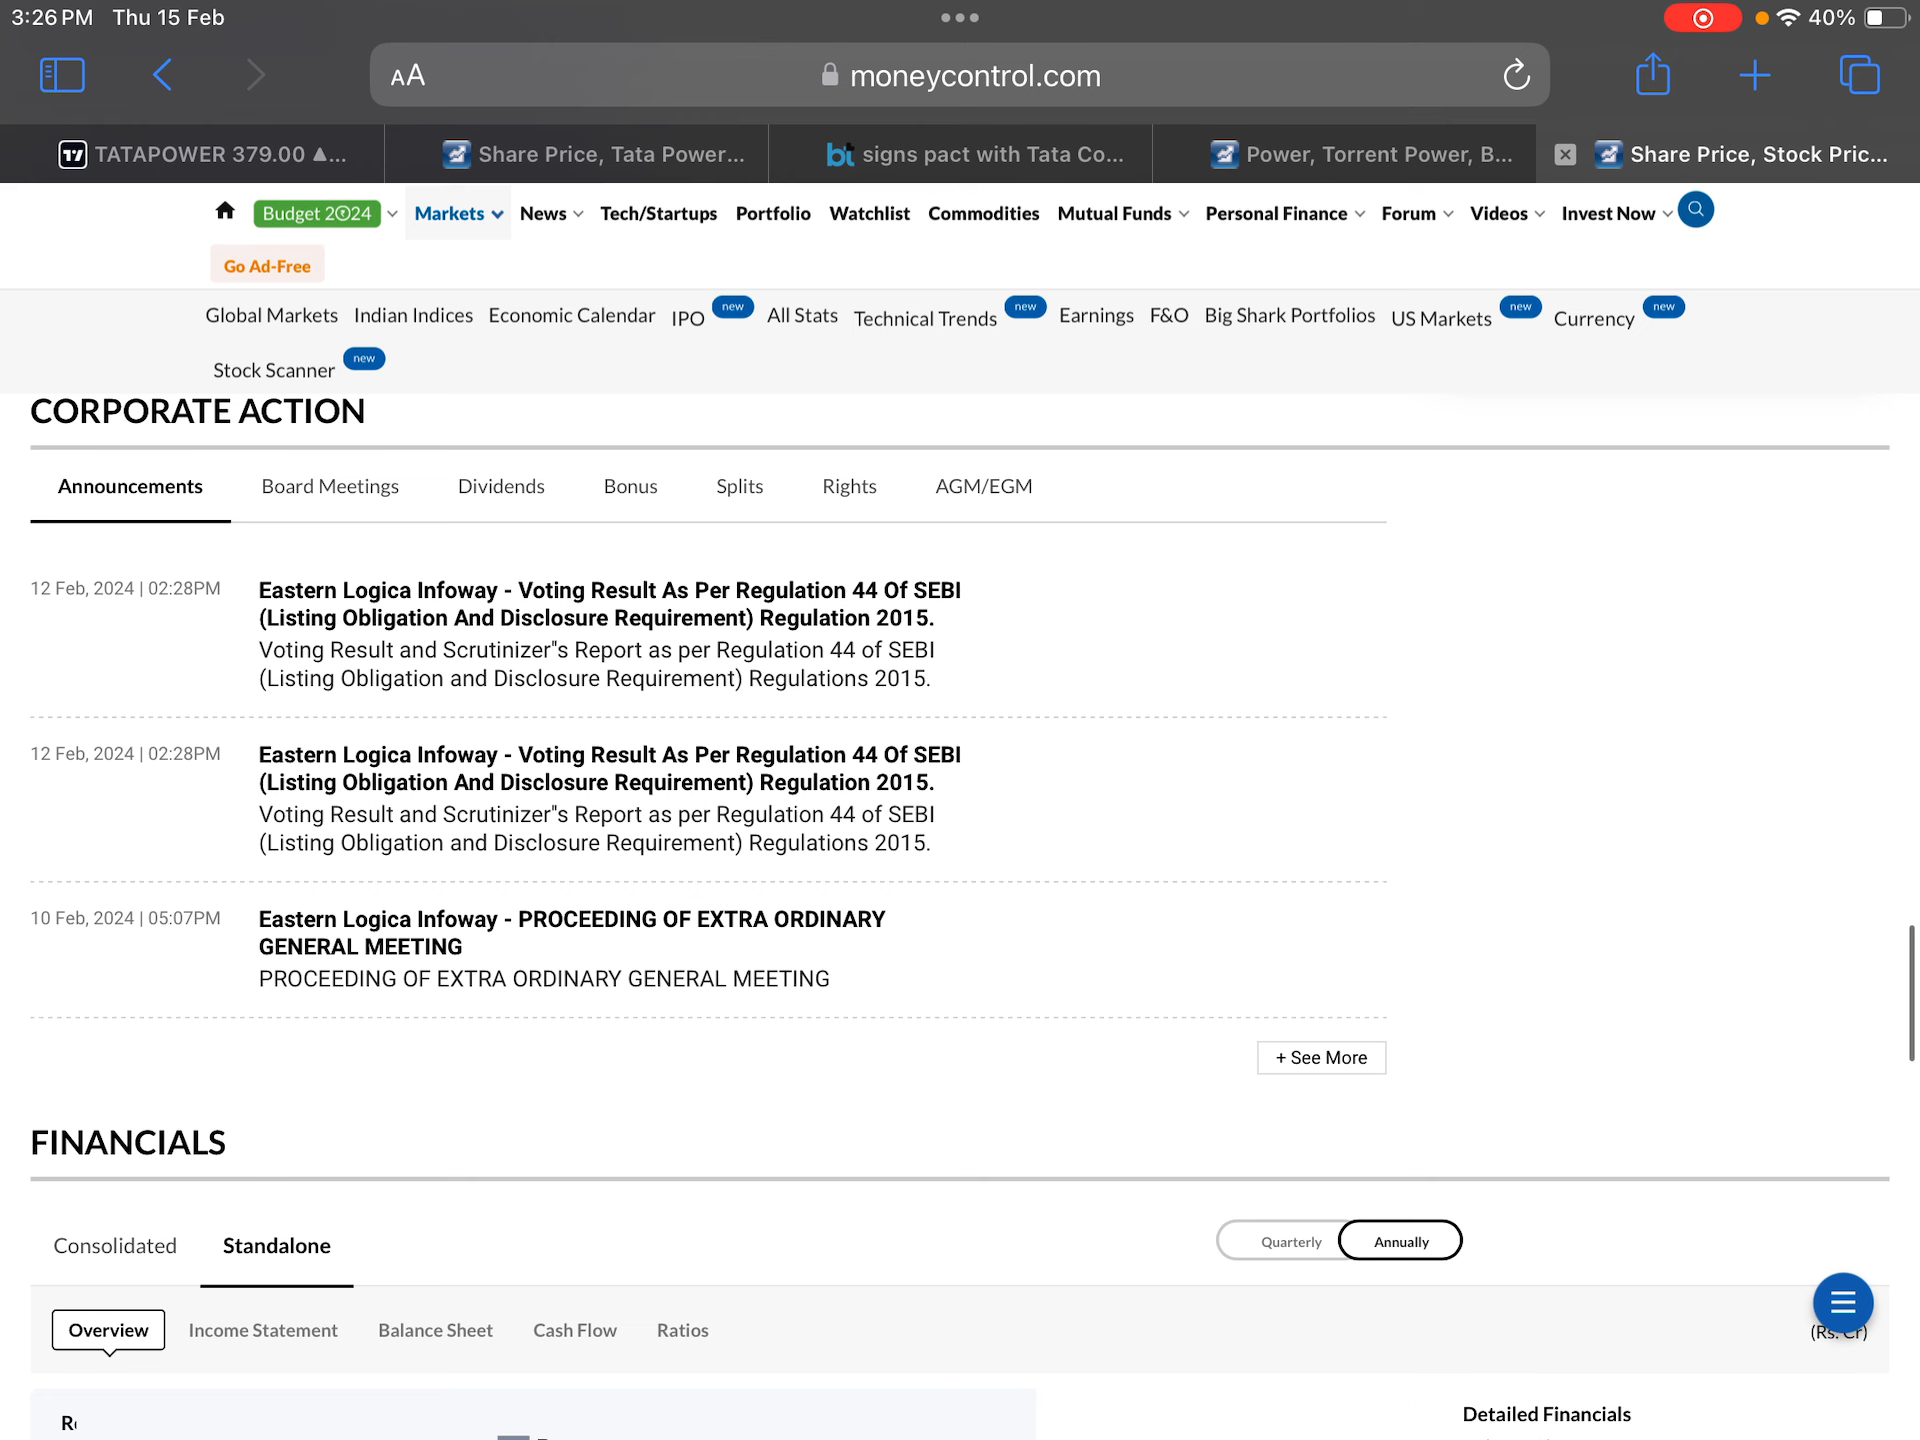 3:26 PM Thu 15 Feb
40%
AA
moneycontrol.com
TATAPOWER 379.00 ▲...
Share Price, Tata Power...
bt signs pact with Tata Co...
Power, Torrent Power, B...
Share Price, Stock Pric...
Budget 2024
Markets
News
Tech/Startups
Portfolio
Watchlist
Commodities
Mutual Funds
Personal Finance
Forum
Videos
Invest Now
Go Ad-Free
Global Markets
Indian Indices
Economic Calendar
IPO new
All Stats
Technical Trends new
Earnings
F&O
Big Shark Portfolios
US Markets new
Currency new
Stock Scanner new
CORPORATE ACTION
Announcements
Board Meetings
Dividends
Bonus
Splits
Rights
AGM/EGM
12 Feb, 2024 | 02:28PM
Eastern Logica Infoway - Voting Result As Per Regulation 44 Of SEBI
(Listing Obligation And Disclosure Requirement) Regulation 2015.
Voting Result and Scrutinizer"s Report as per Regulation 44 of SEBI
(Listing Obligation and Disclosure Requirement) Regulations 2015.
12 Feb, 2024 | 02:28PM
Eastern Logica Infoway - Voting Result As Per Regulation 44 Of SEBI
(Listing Obligation And Disclosure Requirement) Regulation 2015.
Voting Result and Scrutinizer"s Report as per Regulation 44 of SEBI
(Listing Obligation and Disclosure Requirement) Regulations 2015.
10 Feb, 2024 | 05:07PM
Eastern Logica Infoway - PROCEEDING OF EXTRA ORDINARY
GENERAL MEETING
PROCEEDING OF EXTRA ORDINARY GENERAL MEETING
+ See More
FINANCIALS
Consolidated
Standalone
Quarterly
Annually
Overview
Income Statement
Balance Sheet
Cash Flow
Ratios
(Rs. Cr)
Detailed Financials